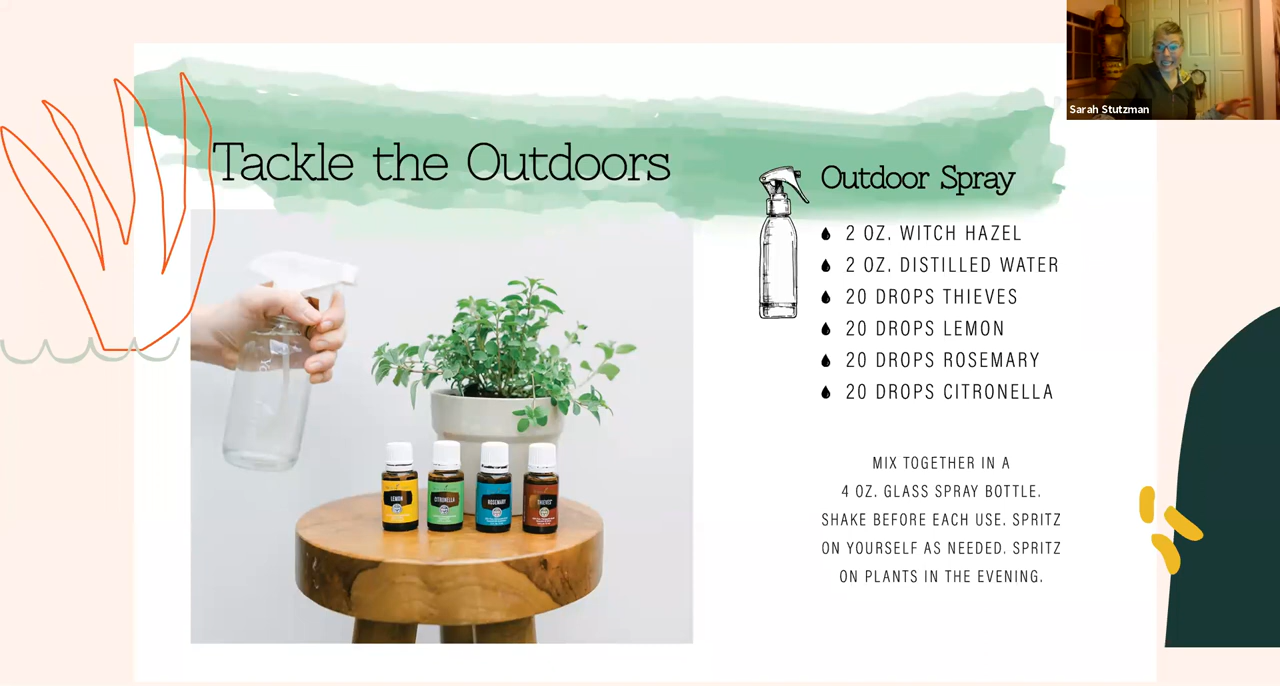 Sarah Stutzman
Tackle the Outdoors
Outdoor Spray
2 OZ. WITCH HAZEL
2 OZ. DISTILLED WATER
20 DROPS THIEVES
20 DROPS LEMON
20 DROPS ROSEMARY
20 DROPS CITRONELLA
MIX TOGETHER IN A
4 OZ. GLASS SPRAY BOTTLE.
SHAKE BEFORE EACH USE. SPRITZ
ON YOURSELF AS NEEDED. SPRITZ
ON PLANTS IN THE EVENING.
LEMON
CITRONELLA
ROSEMARY
THIEVES